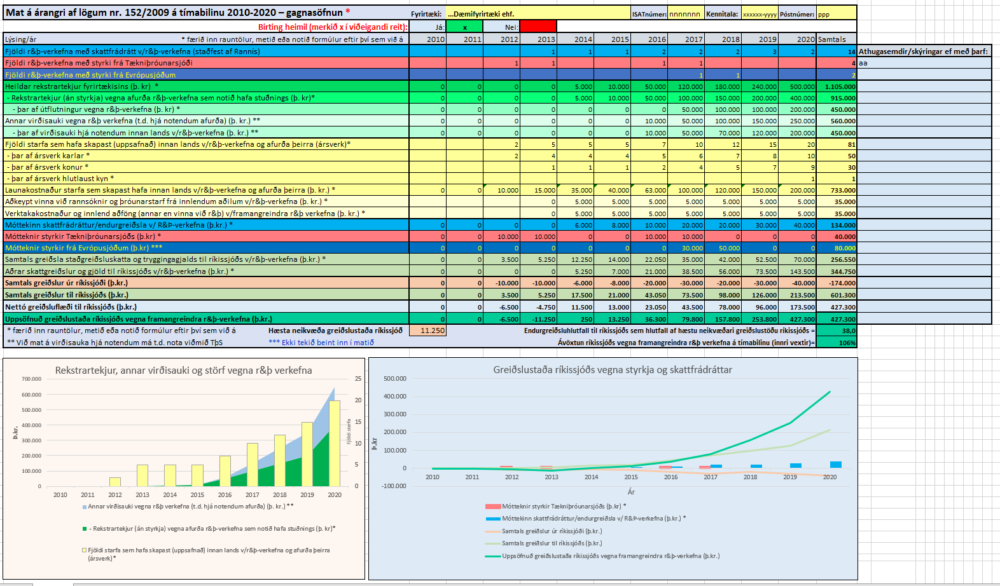 Mat á árangri af lögum nr. 152/2009 á tímabilinu 2010-2020 – gagnasöfnun * Fyrirtæki: ...Dæmifyrirtæki ehf. ISATnúmer: nnnnnnn Kennitala: xxxxxx-yyyy Póstnúmer: ppp
Birting heimil (merkið x í viðeigandi reit): Já: x Nei:
Lýsing/ár * færið inn rauntölur, metið eða notið formúlur eftir því sem við á 2010 2011 2012 2013 2014 2015 2016 2017 2018 2019 2020 Samtals
Fjöldi r&þ-verkefna með skattfrádrátt v/r&þ-verkefna (staðfest af Rannís) 1 1 1 2 2 2 3 2 14 Athugasemdir/skýringar ef með þarf:
Fjöldi r&þ-verkefna með styrki frá Tækniþróunarsjóði 1 1 1 1 4 aa
Fjöldi r&þ-verkefna með styrki frá Evrópusjóðum 1 1 2
Heildar rekstrartekjur fyrirtækisins (þ. kr) * 0 0 0 0 5.000 10.000 50.000 120.000 180.000 240.000 500.000 1.105.000
- Rekstrartekjur (án styrkja) vegna afurða r&þ-verkefna sem notið hafa stuðnings (þ. kr)* 0 0 0 0 5.000 10.000 50.000 100.000 150.000 200.000 400.000 915.000
- þar af útflutningur vegna r&þ-verkefna (þ. kr) * 0 0 0 0 0 0 0 50.000 100.000 100.000 200.000 450.000
Annar virðisauki vegna r&þ verkefna (t.d. hjá notendum afurða) (þ. kr.) ** 0 0 0 0 0 0 10.000 50.000 100.000 150.000 250.000 560.000
- þar af virðisauki hjá notendum innan lands v/r&þ-verkefna (þ. kr.) ** 0 0 0 0 0 0 10.000 50.000 70.000 120.000 200.000 450.000
Fjöldi starfa sem hafa skapast (uppsafnað) innan lands v/r&þ-verkefna og afurða þeirra (ársverk)* 2 5 5 5 7 10 12 15 20 81
- þar af ársverk karlar * 2 4 4 4 5 6 7 8 10 50
- þar af ársverk konur * 1 1 1 2 4 5 7 9 30
- þar af ársverk hlutlaust kyn * 1 1
Launakostnaður starfa sem skapast hafa innan lands v/r&þ-verkefna og afurða þeirra (þ. kr.) * 0 0 10.000 15.000 35.000 40.000 63.000 100.000 120.000 150.000 200.000 733.000
Aðkeypt vinna við rannsóknir og þróunarstarf frá innlendum aðilum v/r&þ-verkefna (þ. kr.) * 0 5.000 5.000 5.000 5.000 5.000 5.000 5.000 35.000
Verktakakostnaður og innlend aðföng (annar en vinna við r&þ) v/framangreindra r&þ verkefna (þ. kr.) * 0 5.000 5.000 5.000 5.000 5.000 5.000 5.000 35.000
Móttekinn skattfrádráttur/endurgreiðsla v/ R&Þ-verkefna (þ.kr.) * 0 0 0 0 6.000 8.000 10.000 20.000 20.000 30.000 40.000 134.000
Mótteknir styrkir Tækniþróunarsjóðs (þ.kr) * 0 0 10.000 10.000 0 0 10.000 10.000 0 0 0 40.000
Mótteknir styrkir frá Evrópusjóðum (þ.kr) *** 0 0 0 0 0 0 0 30.000 50.000 0 0 80.000
Samtals greiðsla staðgreiðsluskatta og tryggingagjalds til ríkissjóðs v/r&þ-verkefna (þ.kr.) * 0 0 3.500 5.250 12.250 14.000 22.050 35.000 42.000 52.500 70.000 256.550
Aðrar skattgreiðslur og gjöld til ríkissjóðs v/r&þ-verkefna (þ.kr.) * 0 0 0 0 5.250 7.000 21.000 38.500 56.000 73.500 143.500 344.750
Samtals greiðslur úr ríkissjóði (þ.kr.) 0 0 -10.000 -10.000 -6.000 -8.000 -20.000 -30.000 -20.000 -30.000 -40.000 -174.000
Samtals greiðslur til ríkissjóðs (þ.kr.) 0 0 3.500 5.250 17.500 21.000 43.050 73.500 98.000 126.000 213.500 601.300
Nettó greiðsluflæði til ríkissjóðs (þ.kr.) 0 0 -6.500 -4.750 11.500 13.000 23.050 43.500 78.000 96.000 173.500 427.300
Uppsöfnuð greiðslustaða ríkissjóðs vegna framangreindra r&þ-verkefna (þ.kr.) 0 0 -6.500 -11.250 250 13.250 36.300 79.800 157.800 253.800 427.300 427.300
* færið inn rauntölur, metið eða notið formúlur eftir því sem við á Hæsta neikvæða greiðslustaða ríkissjóð 11.250 Endurgreiðsluhlutfall til ríkissjóðs sem hlutfall af hæstu neikvæðari greiðslustöðu ríkissjóðs = 38,0
** Við mat á virðisauka hjá notendum má t.d. nota viðmið TþS *** Ekki tekið beint inn í matið Ávöxtun ríkissjóðs vegna framangreindra r&þ verkefna á tímabilinu (innri vextir)= 106%
Rekstrartekjur, annar virðisauki og störf vegna r&þ verkefna
700.000
600.000
500.000
400.000
300.000
200.000
100.000
0
Þ.kr.
25
20
15
10
5
0
Fjöldi starfa
2010 2011 2012 2013 2014 2015 2016 2017 2018 2019 2020
Annar virðisauki vegna r&þ verkefna (t.d. hjá notendum afurða) (þ. kr.) **
- Rekstrartekjur (án styrkja) vegna afurða r&þ-verkefna sem notið hafa stuðnings (þ. kr)*
Fjöldi starfa sem hafa skapast (uppsafnað) innan lands v/r&þ-verkefna og afurða þeirra
(ársverk)*
Greiðslustaða ríkissjóðs vegna styrkja og skattfrádráttar
500.000
400.000
300.000
200.000
100.000
0
-100.000
Þ.kr
2010 2011 2012 2013 2014 2015 2016 2017 2018 2019 2020
Ár
Mótteknir styrkir Tækniþróunarsjóðs (þ.kr) *
Móttekinn skattfrádráttur/endurgreiðsla v/ R&Þ-verkefna (þ.kr.) *
Samtals greiðslur úr ríkissjóði (þ.kr.)
Samtals greiðslur til ríkissjóðs (þ.kr.)
Uppsöfnuð greiðslustaða ríkissjóðs vegna framangreindra r&þ-verkefna (þ.kr.)